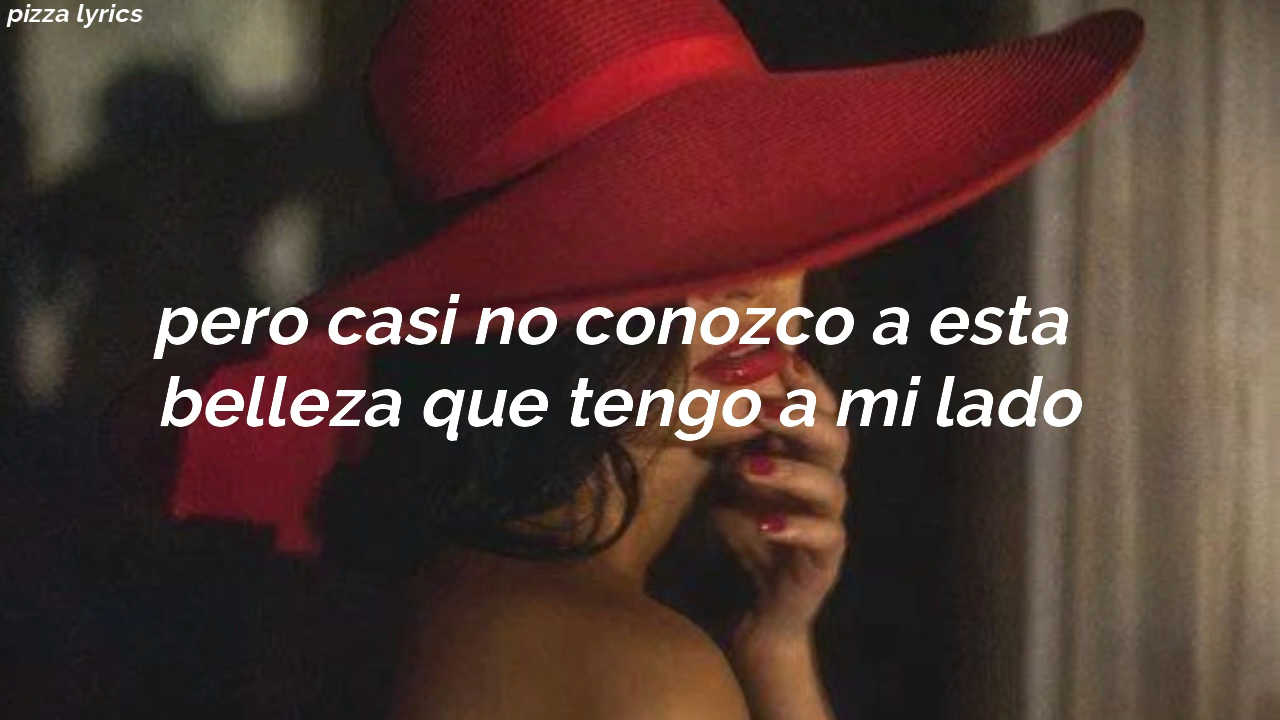 pizza lyrics
pero casi no conozco a esta
belleza que tengo a mi lado